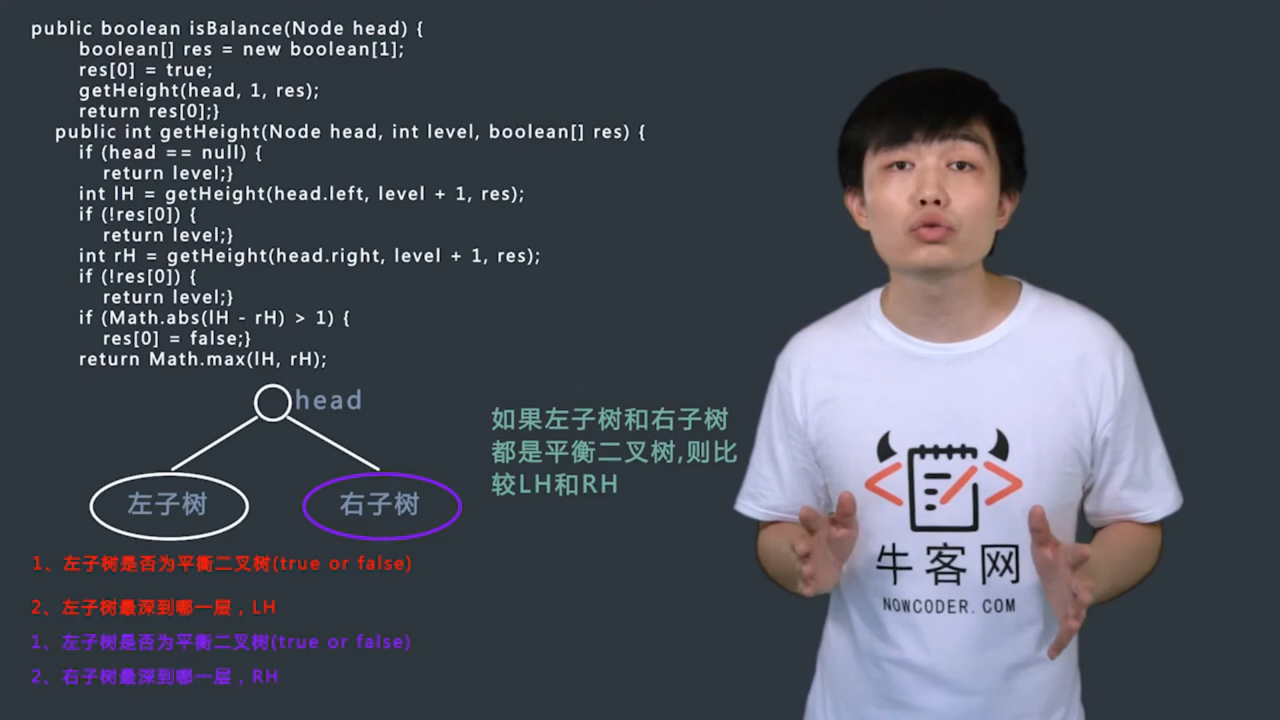 public boolean isBalance(Node head) {
boolean[] res = new boolean[1];
res[0] = true;
getHeight(head, 1, res);
return res[0];}
public int getHeight(Node head, int level, boolean[] res) {
if (head == null) {
return level;}
int lH = getHeight(head.left, level + 1, res);
if (!res[0]) {
return level;}
int rH = getHeight(head.right, level + 1, res);
if (!res[0]) {
return level;}
if (Math.abs(lH - rH) > 1) {
res[0] = false;}
return Math.max(lH, rH);
head
左子树
右子树
如果左子树和右子树
都是平衡二叉树,则比
较LH和RH
1、左子树是否为平衡二叉树(true or false)
2、左子树最深到哪一层，LH
1、左子树是否为平衡二叉树(true or false)
2、右子树最深到哪一层，RH
牛客网
NOWCODER.COM